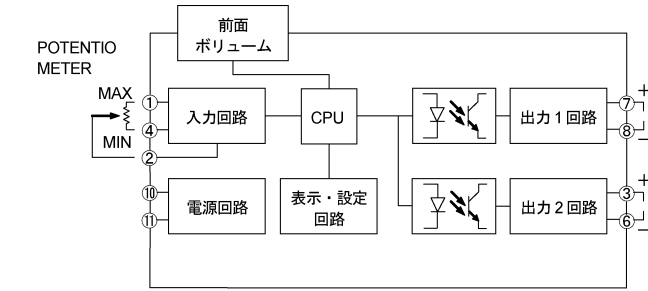 前面
ボリューム
POTENTIO
METER
MAX
MIN
①
④
②
入力回路
CPU
出力1回路
⑦
⑧
+
−
⑩
⑪
電源回路
表示・設定
回路
出力2回路
③
⑥
+
−